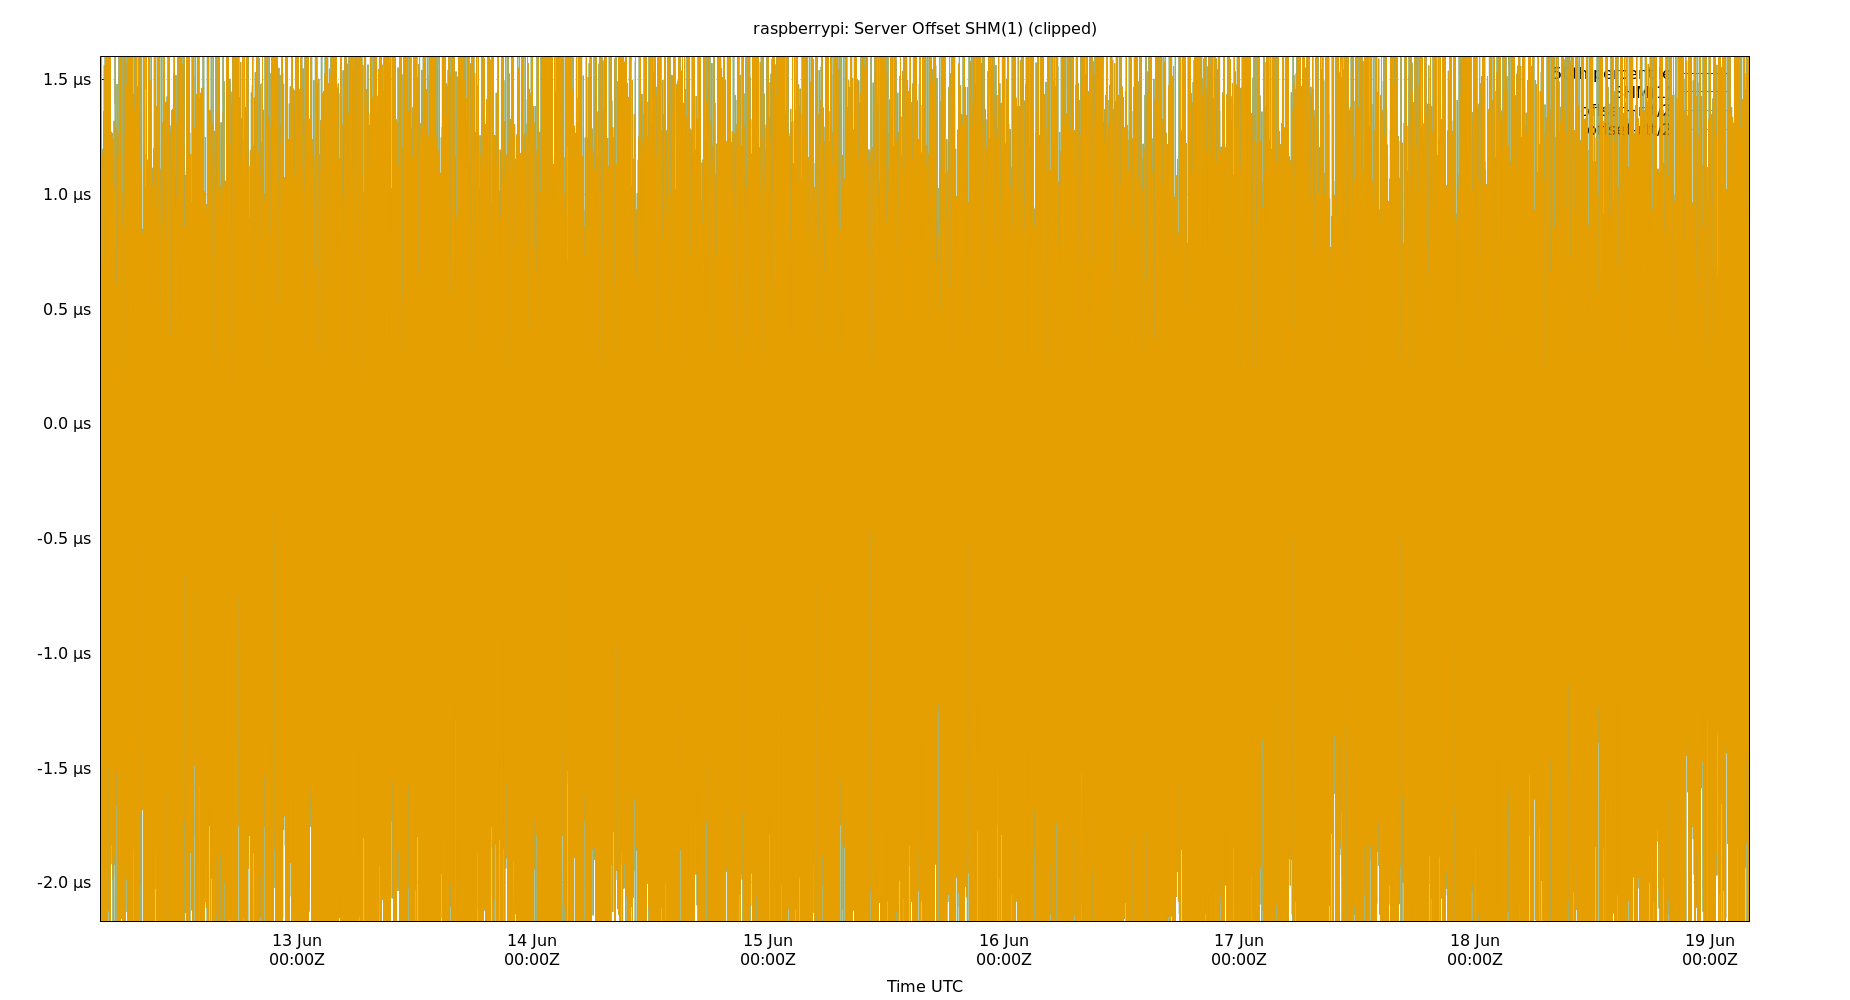 raspberrypi: Server Offset SHM(1) (clipped)
1.5 µs
1.0 µs
0.5 µs
0.0 µs
-0.5 µs
-1.0 µs
-1.5 µs
-2.0 µs
13 Jun
00:00Z
14 Jun
00:00Z
15 Jun
00:00Z
16 Jun
00:00Z
17 Jun
00:00Z
18 Jun
00:00Z
19 Jun
00:00Z
Time UTC